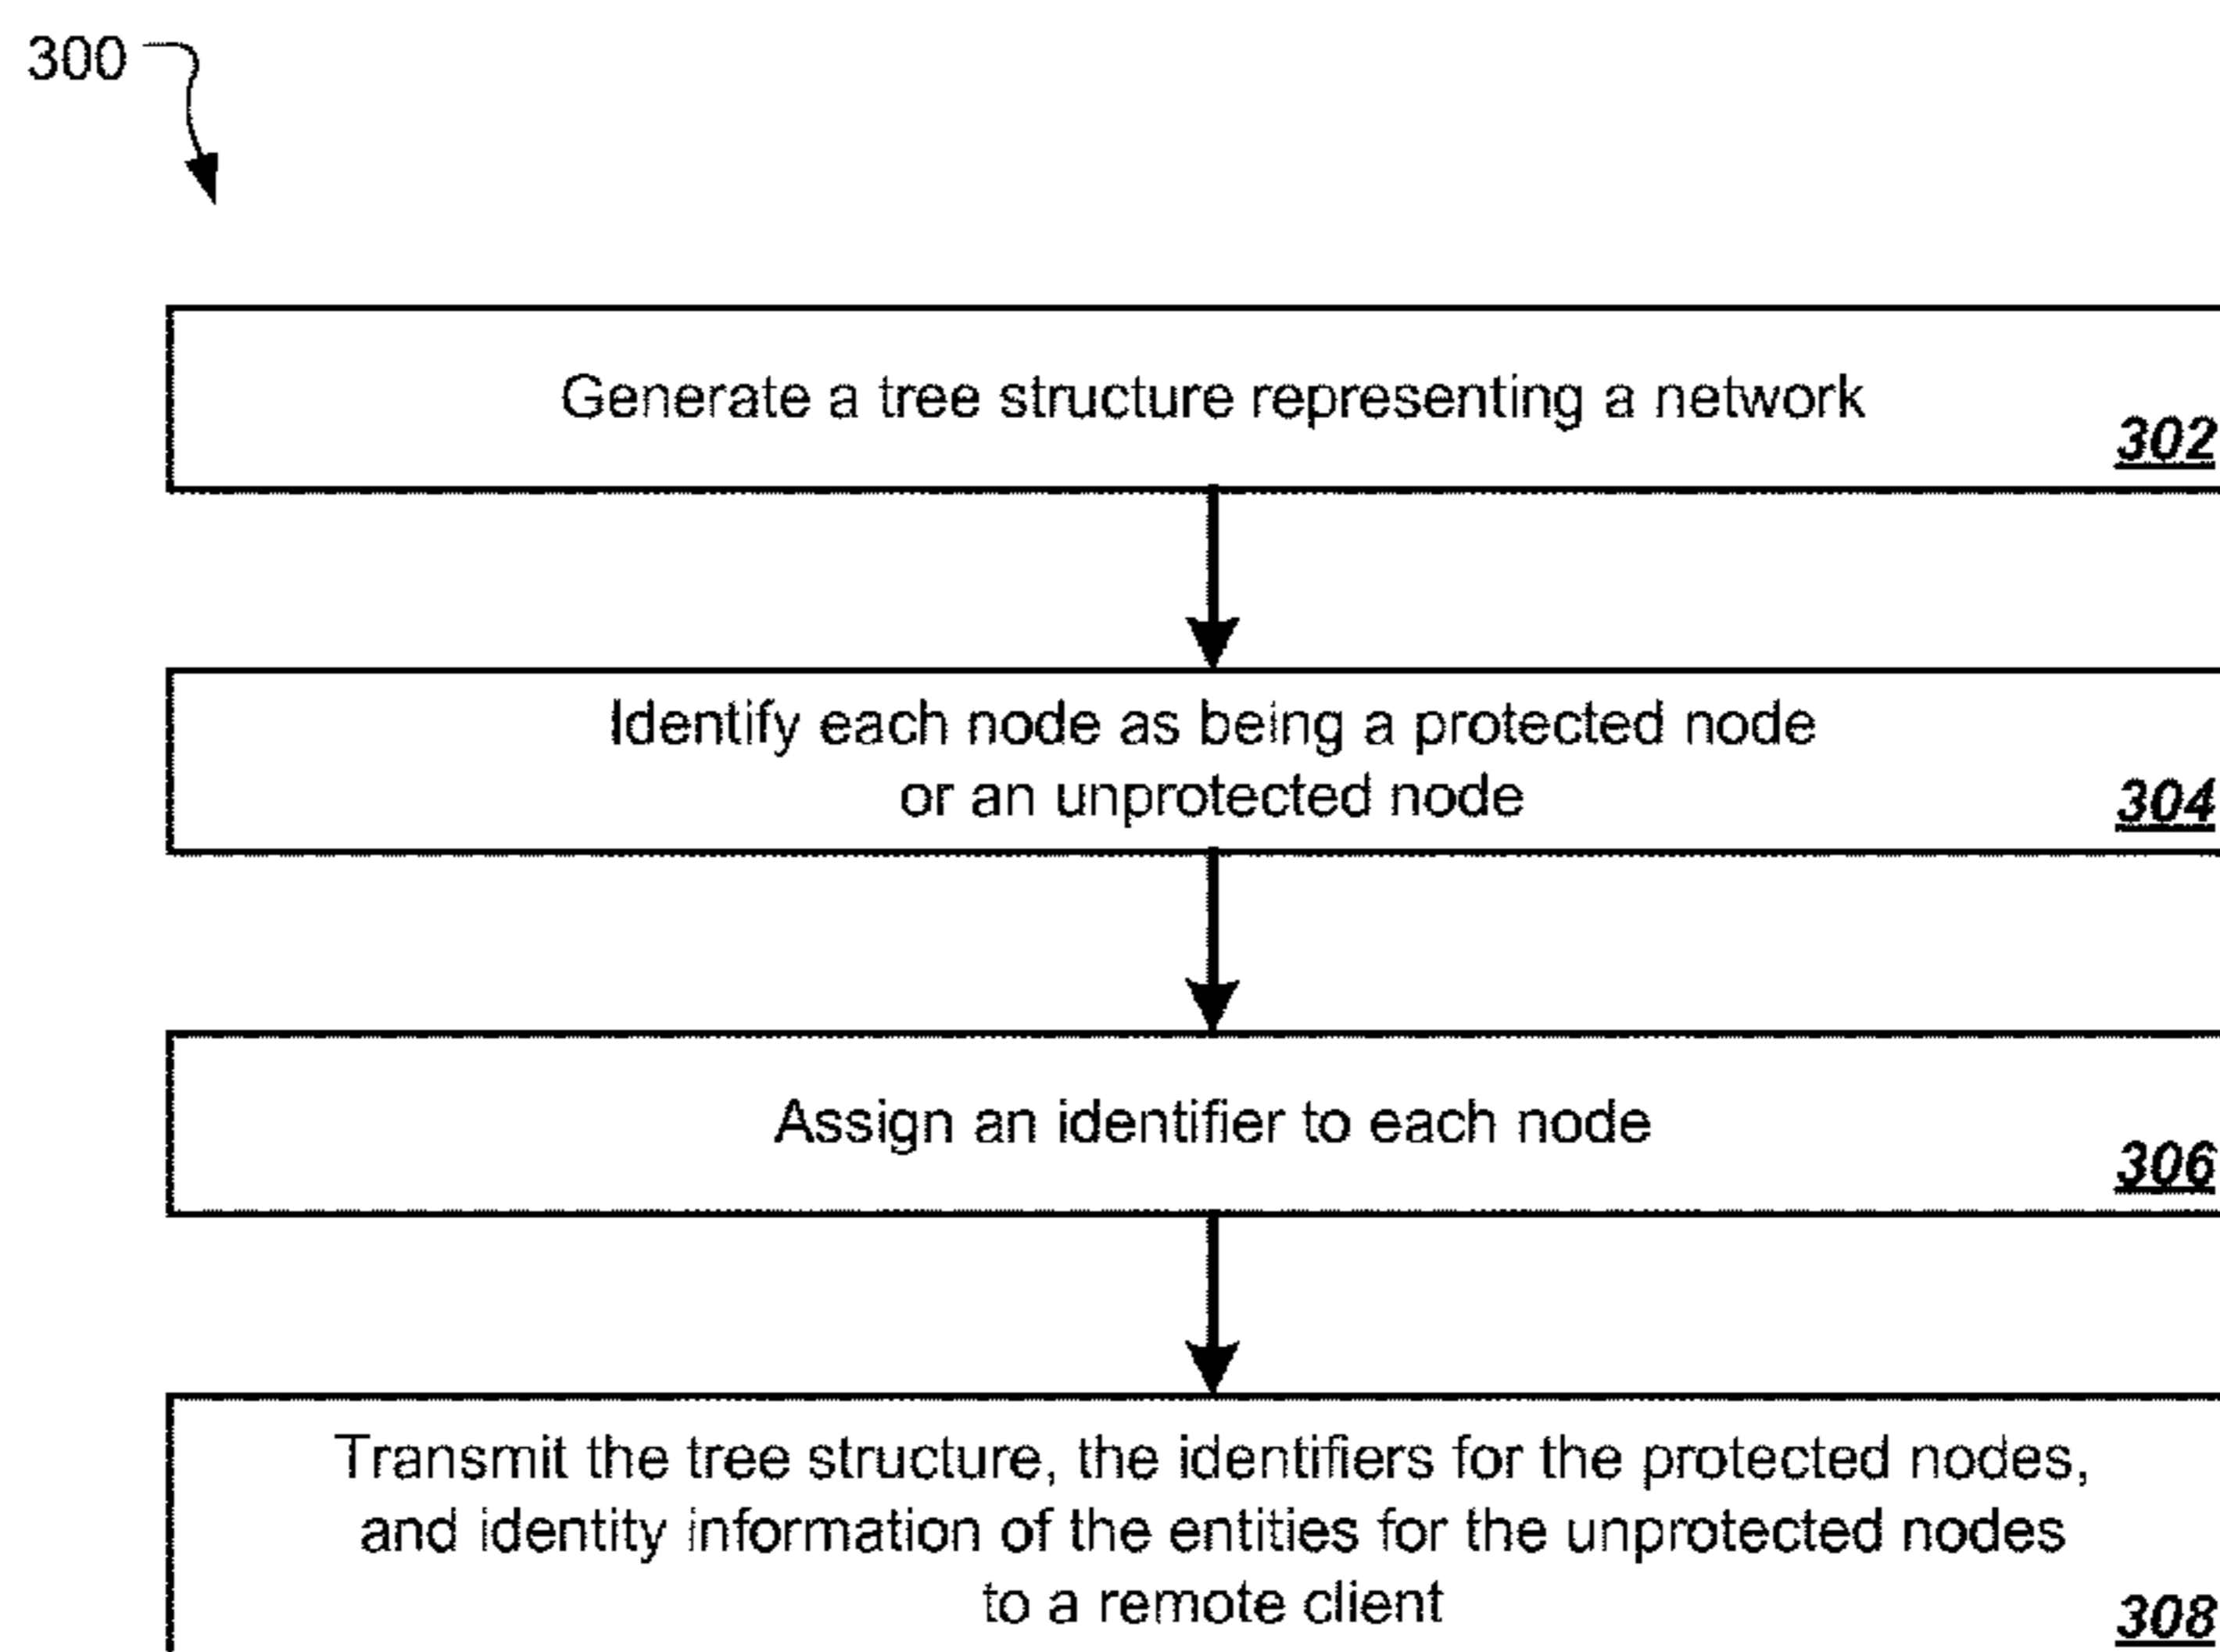 300
Generate a tree structure representing a network
302
Identify each node as being a protected node
or an unprotected node
304
Assign an identifier to each node
306
Transmit the tree structure, the identifiers for the protected nodes,
and identity information of the entities for the unprotected nodes
to a remote client
308